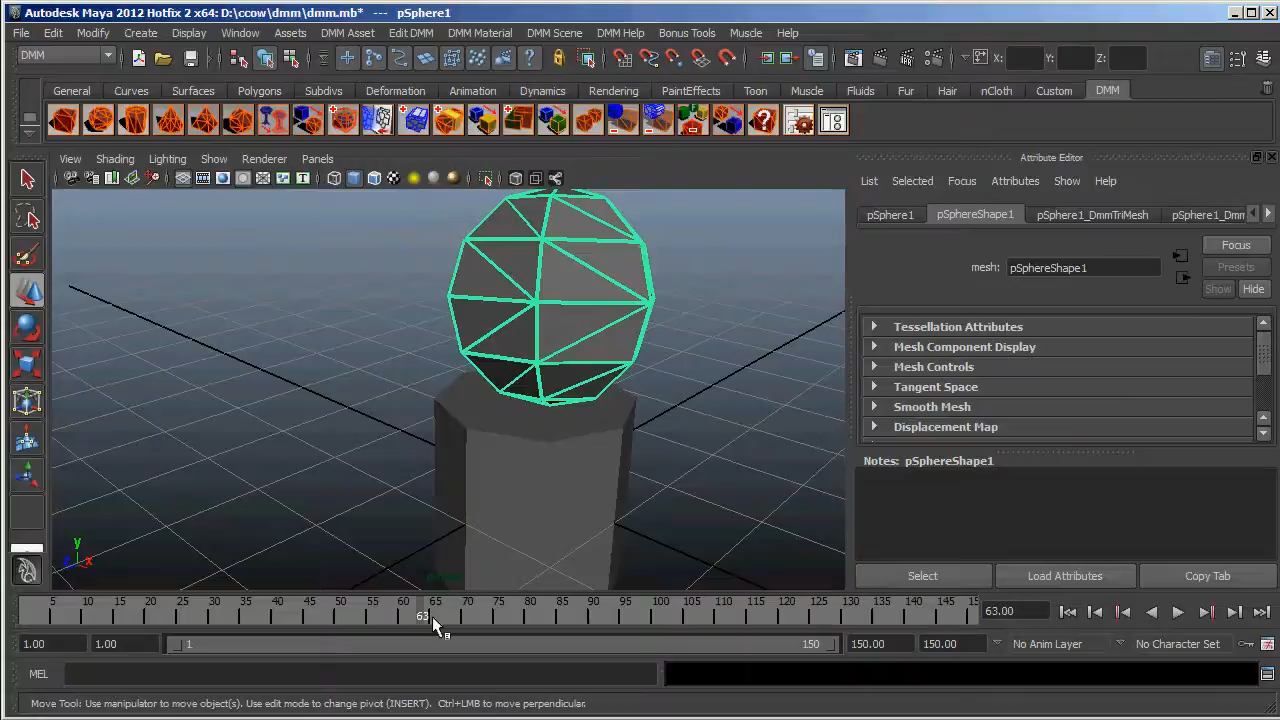 Autodesk Maya 2012 Hotfix 2 x64: D:\ccow\dmm\dmm.mb* --- pSphere1
File Edit Modify Create Display Window Assets DMM Asset Edit DMM DMM Material DMM Scene DMM Help Bonus Tools Muscle Help
DMM X: Y: Z:
General Curves Surfaces Polygons Subdivs Deformation Animation Dynamics Rendering PaintEffects Toon Muscle Fluids Fur Hair nCloth Custom DMM
View Shading Lighting Show Renderer Panels
Attribute Editor
List Selected Focus Attributes Show Help
pSphere1 pSphereShape1 pSphere1_DmmTriMesh pSphere1_Dmm
mesh: pSphereShape1
Focus
Presets
Show Hide
Tessellation Attributes
Mesh Component Display
Mesh Controls
Tangent Space
Smooth Mesh
Displacement Map
Notes: pSphereShape1
y
z x
Select Load Attributes Copy Tab
5 10 15 20 25 30 35 40 45 50 55 60 65 70 75 80 85 90 95 100 105 110 115 120 125 130 135 140 145 15
63 63.00
1.00 1.00 1 150 150.00 150.00 No Anim Layer No Character Set
MEL
Move Tool: Use manipulator to move object(s). Use edit mode to change pivot (INSERT). Ctrl+LMB to move perpendicular.